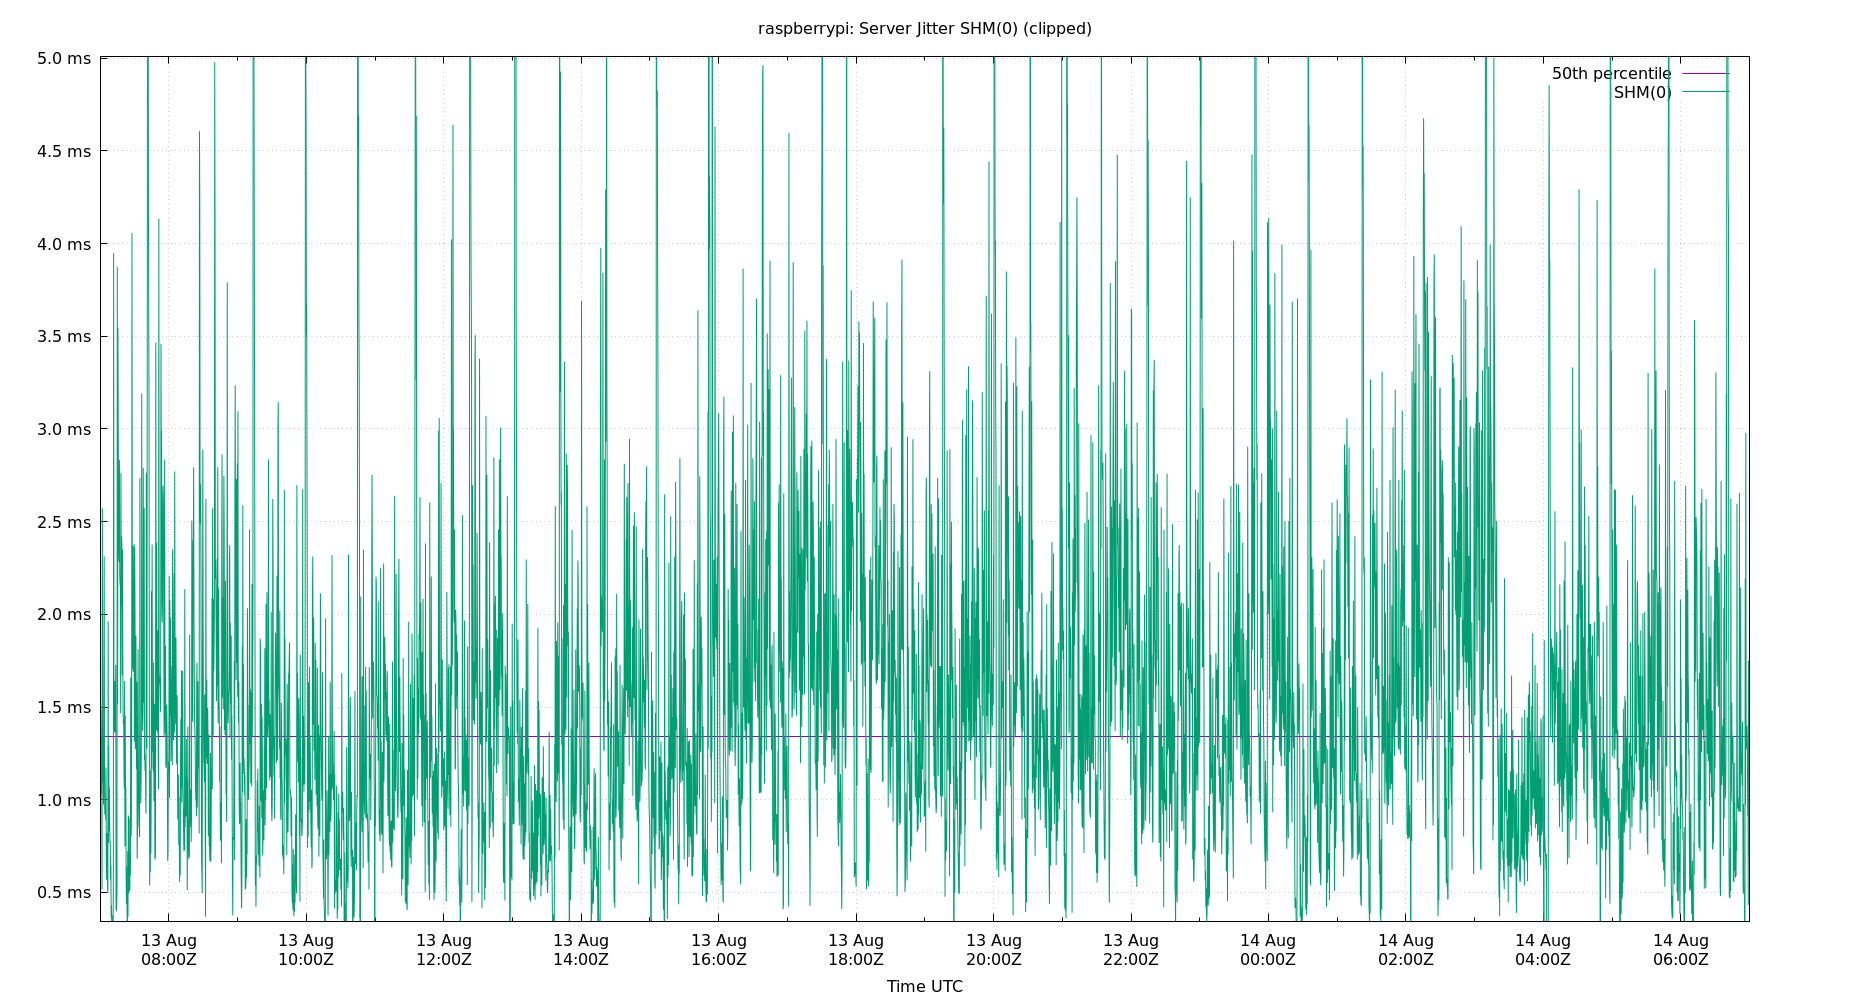 raspberrypi: Server Jitter SHM(0) (clipped)
5.0 ms
4.5 ms
4.0 ms
3.5 ms
3.0 ms
2.5 ms
2.0 ms
1.5 ms
1.0 ms
0.5 ms
50th percentile
SHM(0)
13 Aug 13 Aug 13 Aug 13 Aug 13 Aug 13 Aug 13 Aug 13 Aug 14 Aug 14 Aug 14 Aug 14 Aug
08:00Z 10:00Z 12:00Z 14:00Z 16:00Z 18:00Z 20:00Z 22:00Z 00:00Z 02:00Z 04:00Z 06:00Z
Time UTC